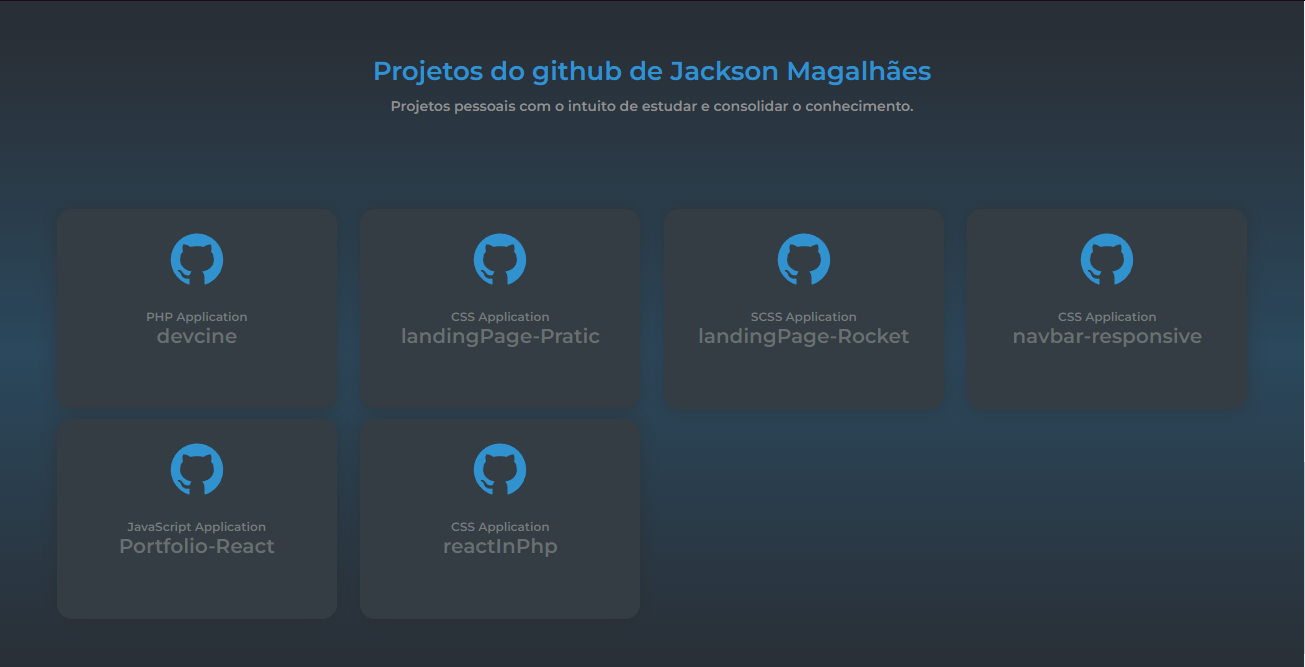 Projetos do github de Jackson Magalhães
Projetos pessoais com o intuito de estudar e consolidar o conhecimento.
PHP Application
devcine
CSS Application
landingPage-Pratic
SCSS Application
landingPage-Rocket
CSS Application
navbar-responsive
JavaScript Application
Portfolio-React
CSS Application
reactInPhp